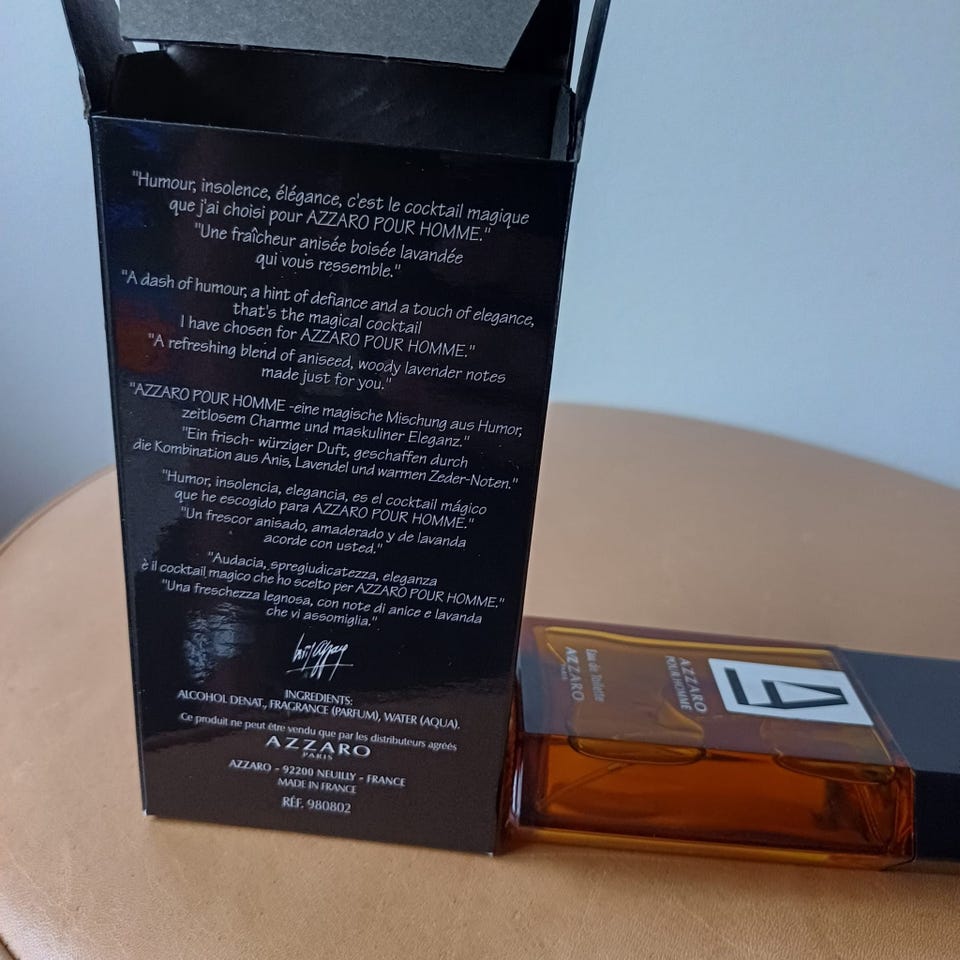 "Humour, insolence, élégance, c'est le cocktail magique
que j'ai choisi pour AZZARO POUR HOMME."
"Une fraîcheur anisée boisée lavandée
qui vous ressemble."
"A dash of humour, a hint of defiance and a touch of elegance,
that's the magical cocktail
I have chosen for AZZARO POUR HOMME."
"A refreshing blend of aniseed, woody lavender notes
made just for you."
"AZZARO POUR HOMME -eine magische Mischung aus Humor,
zeitlosem Charme und maskuliner Eleganz."
"Ein frisch- würziger Duft, geschaffen durch
die Kombination aus Anis, Lavendel und warmen Zeder-Noten."
"Humor, insolencia, elegancia, es el cocktail mágico
que he escogido para AZZARO POUR HOMME."
"Un frescor anisado, amaderado y de lavanda
acorde con usted."
"Audacia, spregiudicatezza, eleganza
è il cocktail magico che ho scelto per AZZARO POUR HOMME."
"Una freschezza legnosa, con note di anice e lavanda
che vi assomiglia."
INGREDIENTS:
ALCOHOL DENAT., FRAGRANCE (PARFUM), WATER (AQUA).
Ce produit ne peut être vendu que par les distributeurs agréés
AZZARO
PARIS
AZZARO - 92200 NEUILLY - FRANCE
MADE IN FRANCE
RÉF. 980802
AZZARO
POUR HOMME
Eau de Toilette
AZZARO
PARIS